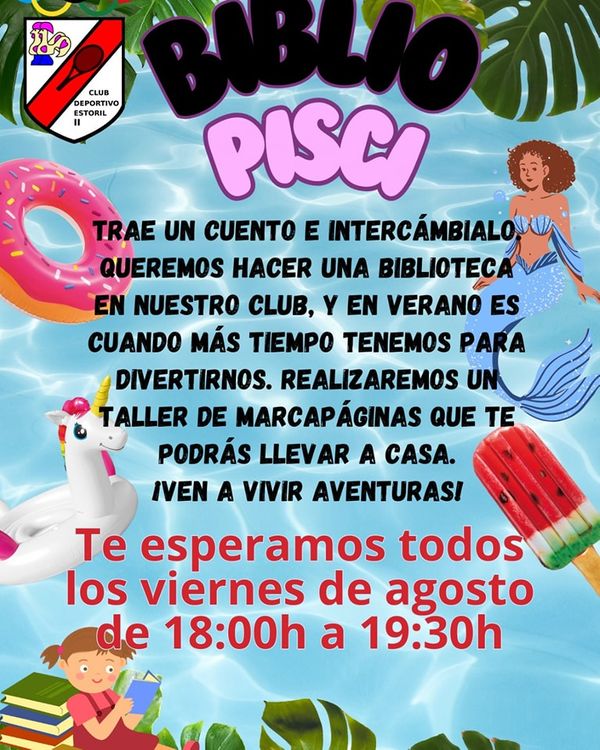 BIBLIO
PISCI
CLUB
DEPORTIVO
ESTORIL
II
TRAE UN CUENTO E INTERCÁMBIALO,
QUEREMOS HACER UNA BIBLIOTECA
EN NUESTRO CLUB, Y EN VERANO ES
CUANDO MÁS TIEMPO TENEMOS PARA
DIVERTIRNOS. REALIZAREMOS UN
TALLER DE MARCAPÁGINAS QUE TE
PODRÁS LLEVAR A CASA.
¡VEN A VIVIR AVENTURAS!
Te esperamos todos
los viernes de agosto
de 18:00h a 19:30h